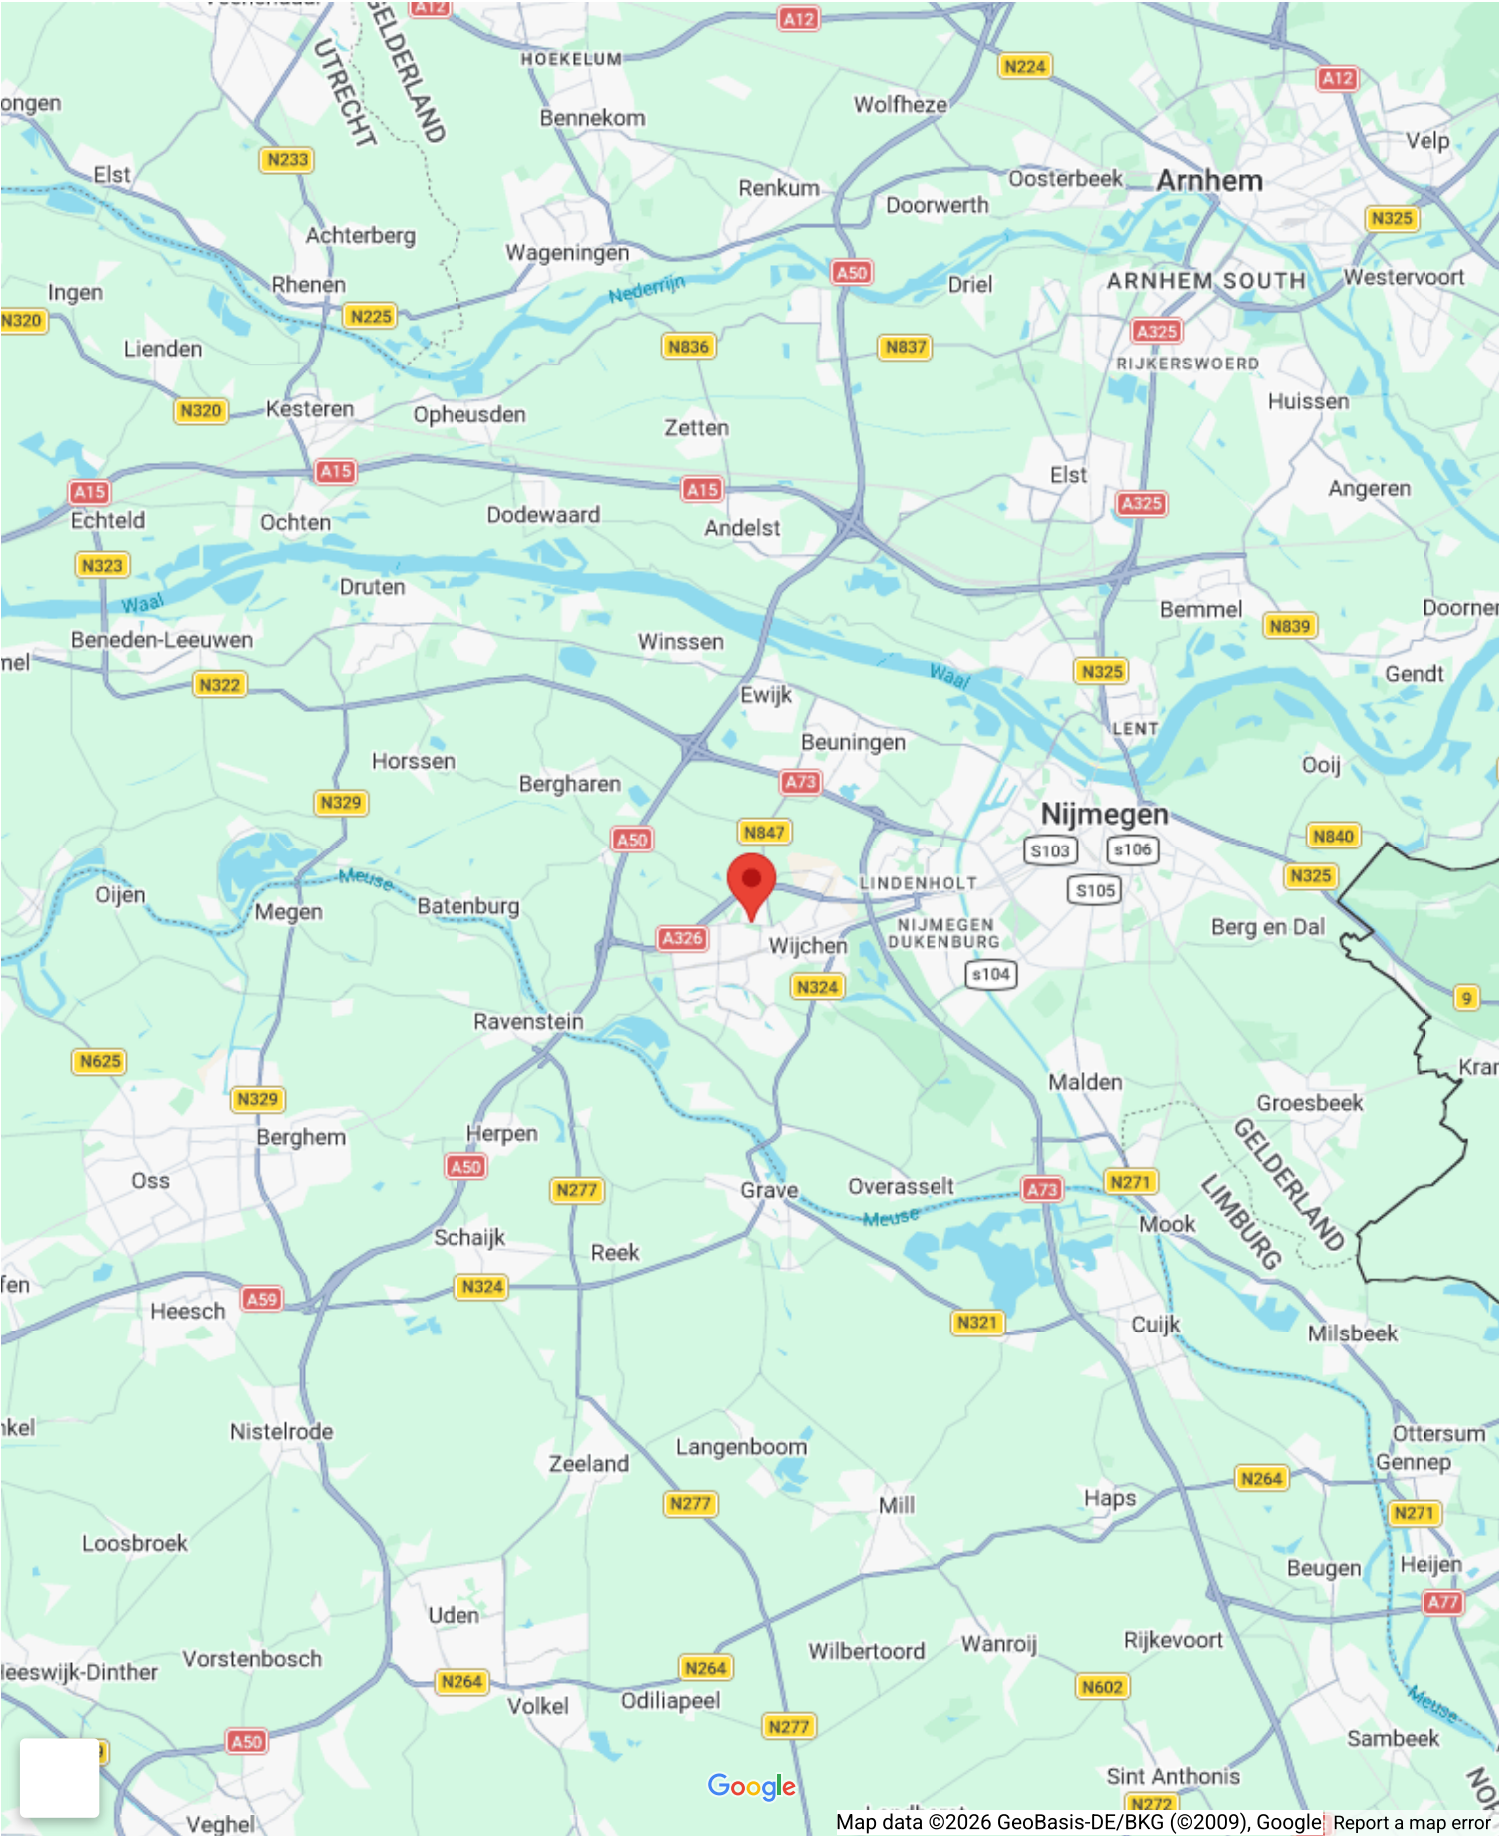 A12
A12
GELDERLAND
UTRECHT
HOEKELUM
N224
A12
Wolfheze
Bennekom
Velp
N233
Elst
Renkum
Oosterbeek
Arnhem
Doorwerth
N325
Achterberg
Wageningen
A50
Rhenen
Nederrijn
Driel
ARNHEM SOUTH
Westervoort
Ingen
N320
N225
A325
N836
N837
Lienden
RIJKERSWOERD
N320
Kesteren
Opheusden
Huissen
Zetten
A15
A15
A15
Elst
Angeren
A325
Echteld
Ochten
Dodewaard
Andelst
N323
Druten
Waal
Bemmel
N839
Beneden-Leeuwen
Winssen
N322
Waal
N325
Gendt
Ewijk
LENT
Beuningen
Horssen
Bergharen
A73
Ooij
N329
Nijmegen
A50
N847
S103
s106
N840
Meuse
LINDENHOLT
S105
N325
Oijen
Megen
Batenburg
NIJMEGEN
DUKENBURG
Berg en Dal
A326
Wijchen
s104
N324
9
Ravenstein
N625
Malden
N329
Groesbeek
Berghem
Herpen
GELDERLAND
A50
Oss
N277
Grave
Overasselt
A73
N271
LIMBURG
Meuse
Mook
Schaijk
Reek
N324
A59
Heesch
N321
Cuijk
Milsbeek
Nistelrode
Langenboom
Ottersum
Zeeland
Gennep
N264
N277
Mill
Haps
N271
Loosbroek
Beugen
Heijen
A77
Uden
Vorstenbosch
Wilbertoord
Wanroij
Rijkevoort
N264
N264
N602
Volkel
Odiliapeel
Meuse
N277
A50
Sambeek
Sint Anthonis
Google
N272
Veghel
Map data ©2026 GeoBasis-DE/BKG (©2009), Google
Report a map error